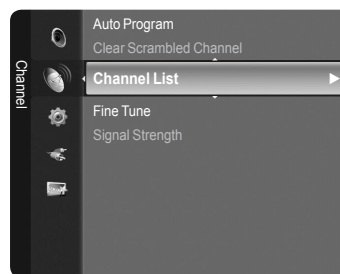 Channel
Auto Program
Clear Scrambled Channel
Channel List
Fine Tune
Signal Strength